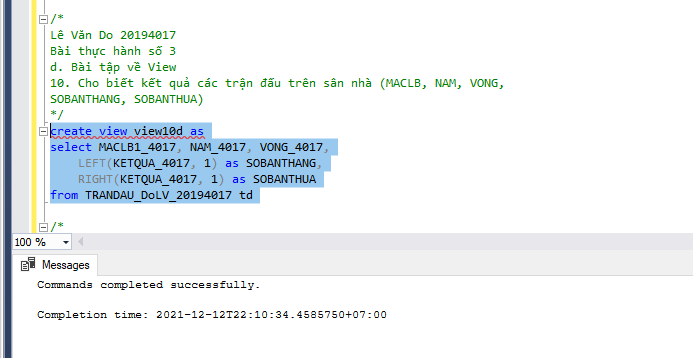 /*
Lê Văn Do 20194017
Bài thực hành số 3
d. Bài tập về View
10. Cho biết kết quả các trận đấu trên sân nhà (MACLB, NAM, VONG,
SOBANTHANG, SOBANTHUA)
*/
create view view10d as
select MACLB1_4017, NAM_4017, VONG_4017,
LEFT(KETQUA_4017, 1) as SOBANTHANG,
RIGHT(KETQUA_4017, 1) as SOBANTHUA
from TRANDAU_DoLV_20194017 td
/*
100 %
Messages
Commands completed successfully.
Completion time: 2021-12-12T22:10:34.4585750+07:00